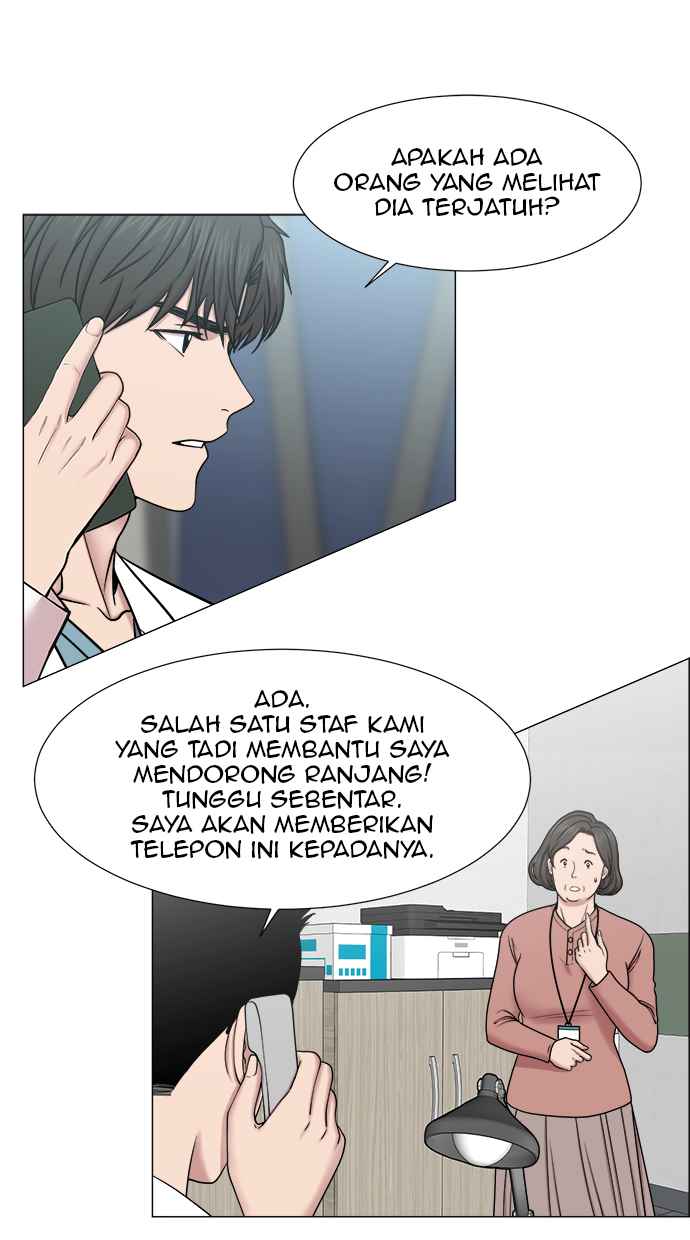 APAKAH ADA
ORANG YANG MELIHAT
DIA TERJATUH?
ADA,
SALAH SATU STAF KAMI
YANG TADI MEMBANTU SAYA
MENDORONG RANJANG!
TUNGGU SEBENTAR,
SAYA AKAN MEMBERIKAN
TELEPON INI KEPADANYA.